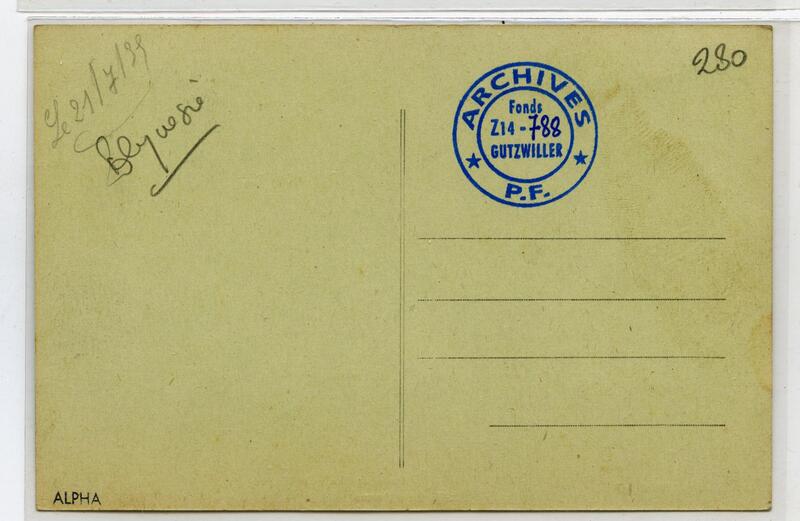 Le 21/7/39
280
ARCHIVES
Fonds
Z14-788
GUTZWILLER
P.F.
ALPHA